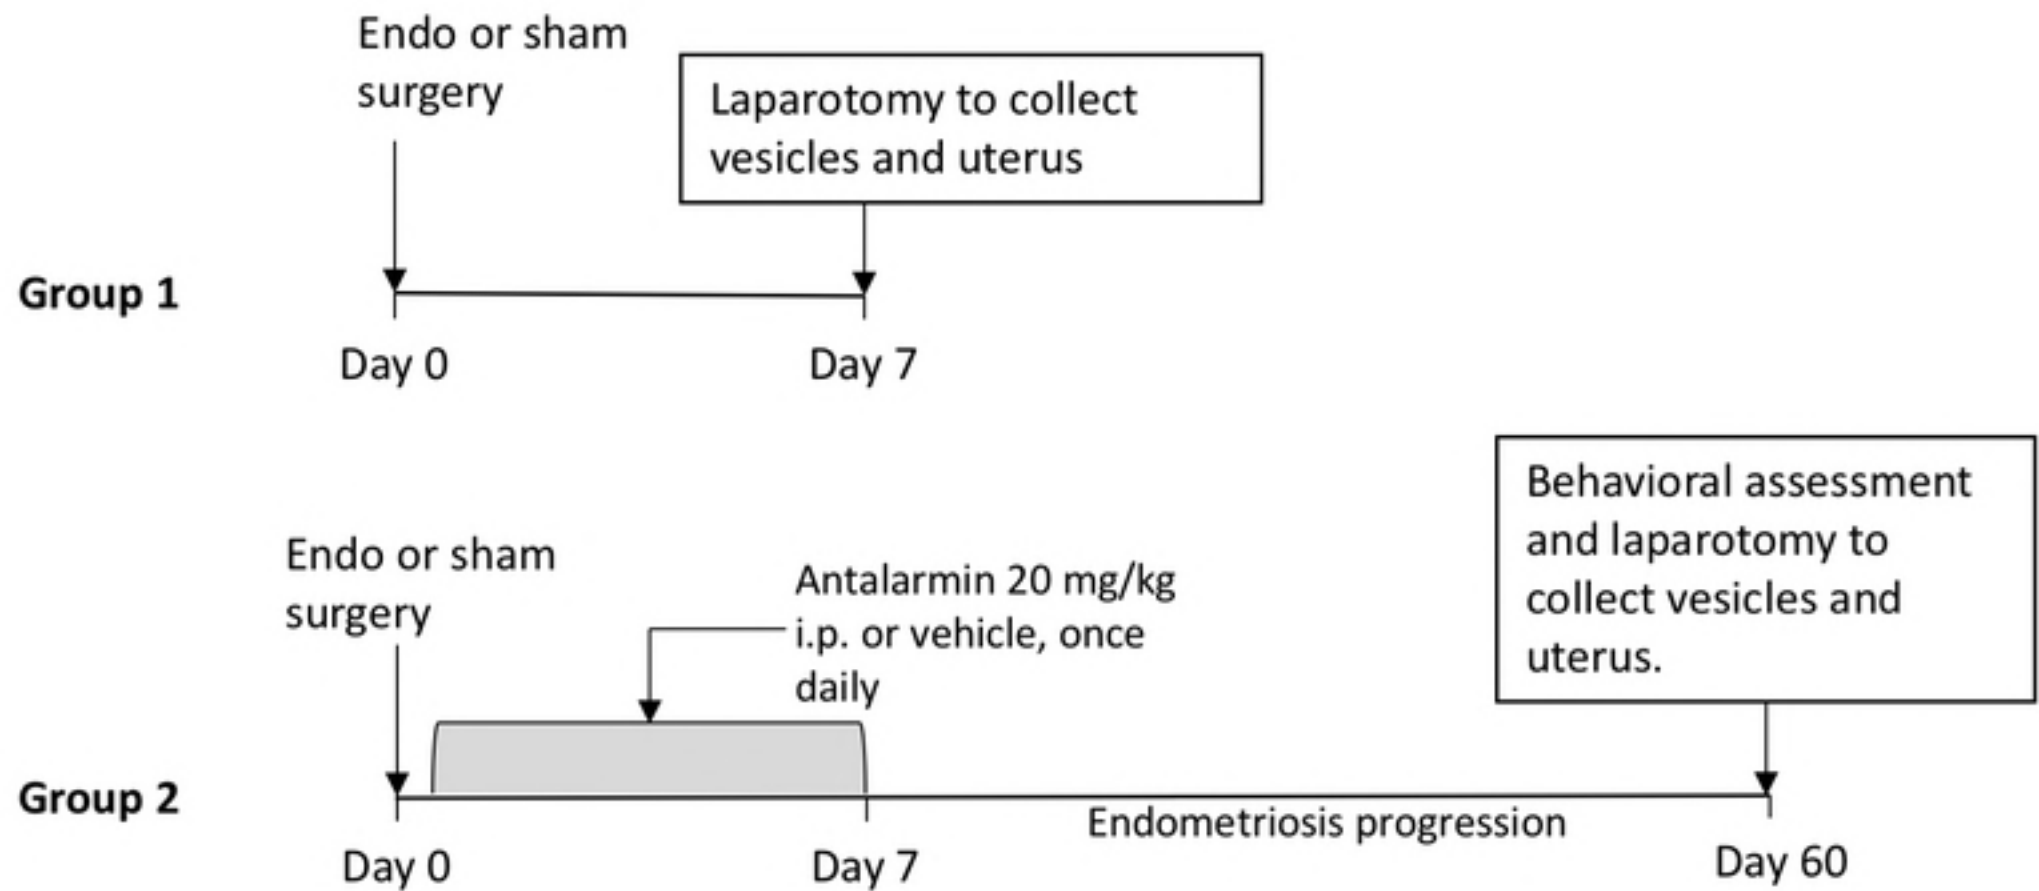 Endo or sham
surgery
Laparotomy to collect
vesicles and uterus
Group 1
Day 0
Day 7
Endo or sham
surgery
Antalarmin 20 mg/kg
i.p. or vehicle, once
daily
Behavioral assessment
and laparotomy to
collect vesicles and
uterus.
Group 2
Endometriosis progression
Day 0
Day 7
Day 60